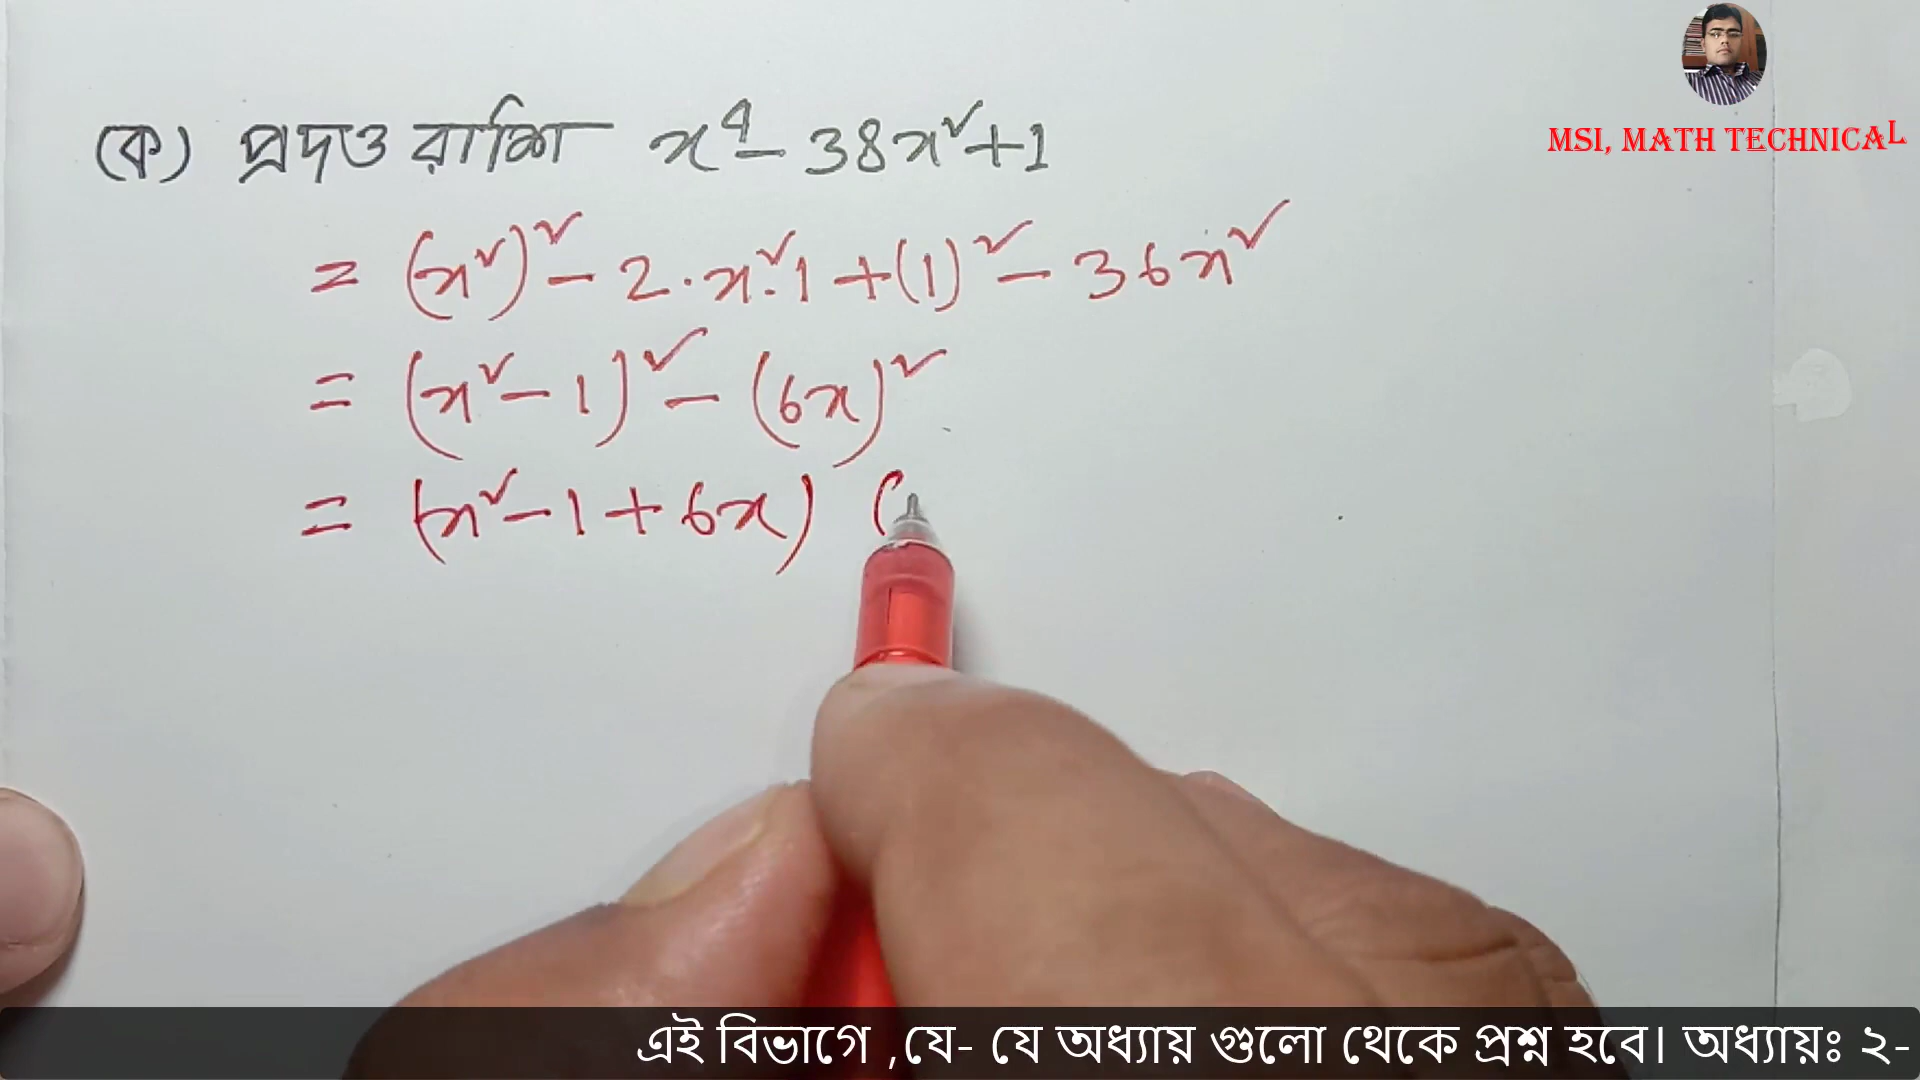 MSI, MATH TECHNICAL
(ক) প্রদত্ত রাশি x⁴ - 38x² + 1
= (x²)² - 2·x²·1 + (1)² - 36x²
= (x² - 1)² - (6x)²
= (x² - 1 + 6x) (
এই বিভাগে ,যে- যে অধ্যায় গুলো থেকে প্রশ্ন হবে। অধ্যায়ঃ ২-